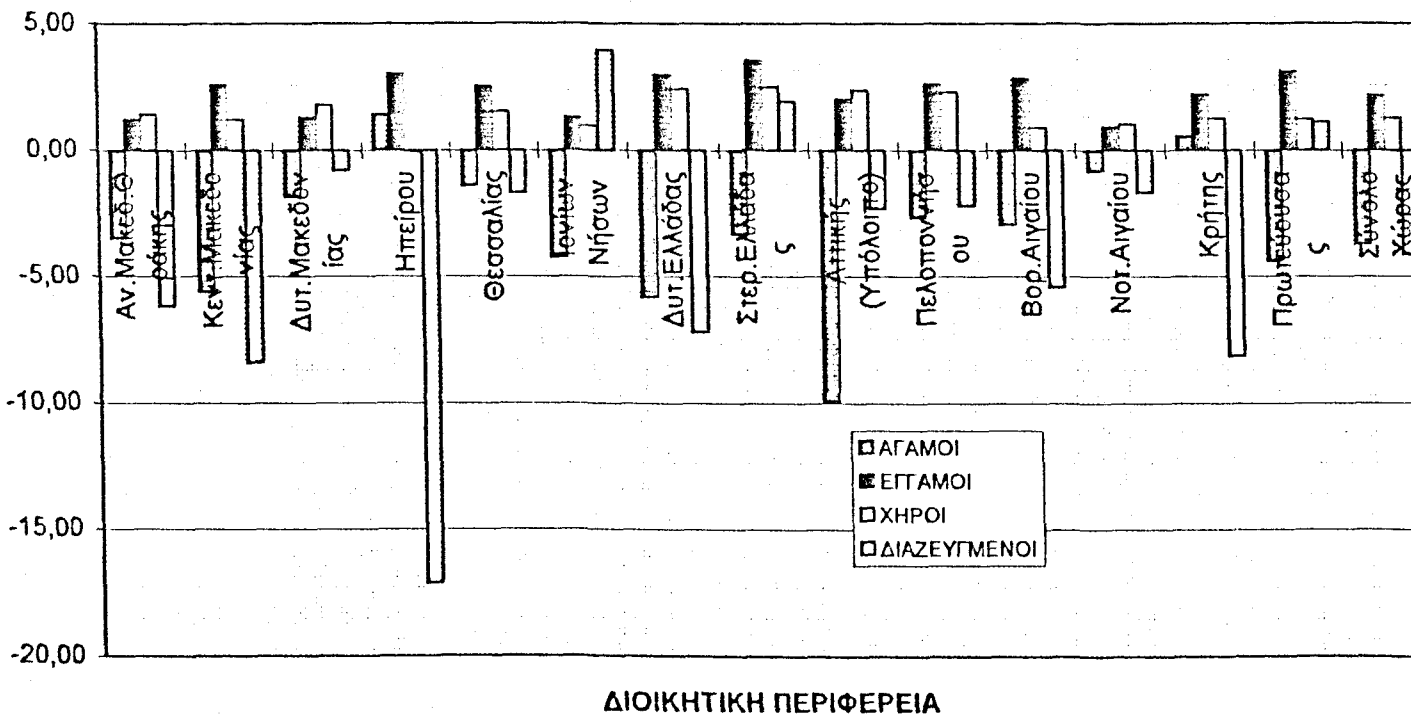 5,00
0,00
-5,00
-10,00
-15,00
-20,00
Αν.Μακεδ.Θ
ράκης
Κεντ.Μακεδο
νίας
Δυτ.Μακεδον
ίας
Ηπείρου
Θεσσαλίας
Ιονίων
Νήσων
Δυτ.Ελλάδας
Στερ.Ελλάδα
ς
Αττικής
(Υπόλοιπο)
Πελοποννήσ
ου
Βορ.Αιγαίου
Νοτ.Αιγαίου
Κρήτης
Πρωτεύουσα
ς
Σύνολο
Χώρας
ΑΓΑΜΟΙ
ΕΓΓΑΜΟΙ
ΧΗΡΟΙ
ΔΙΑΖΕΥΓΜΕΝΟΙ
ΔΙΟΙΚΗΤΙΚΗ ΠΕΡΙΦΕΡΕΙΑ